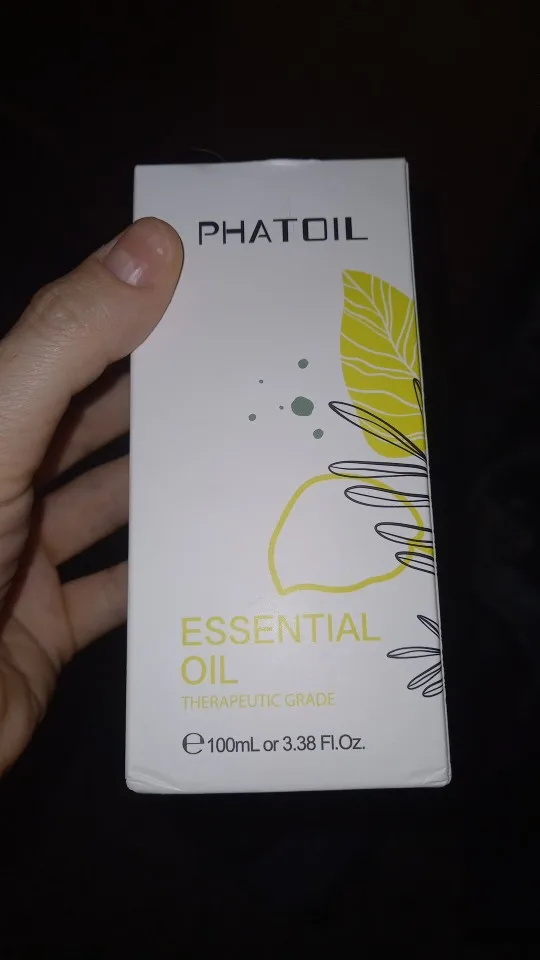 PHATOIL
ESSENTIAL
OIL
THERAPEUTIC GRADE
℮ 100mL or 3.38 Fl.Oz.